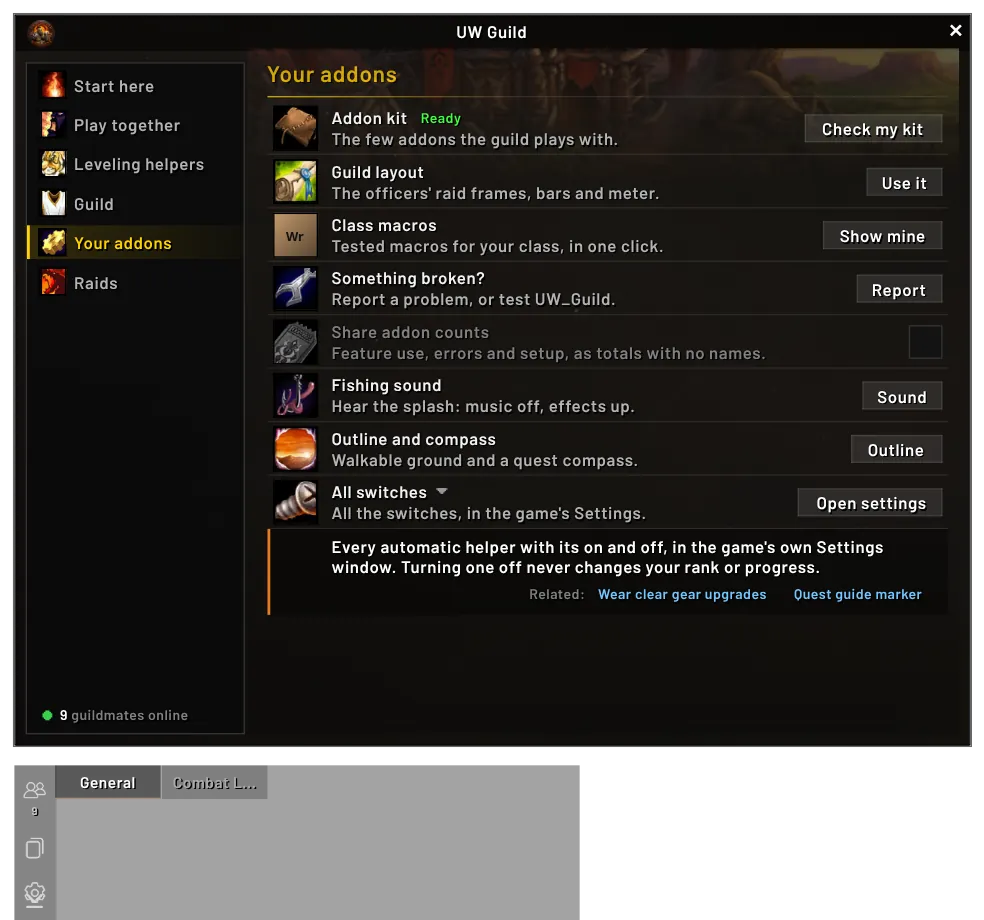 UW Guild
Start here
Play together
Leveling helpers
Guild
Your addons
Raids
9 guildmates online
Your addons
Addon kit Ready
The few addons the guild plays with.
Check my kit
Guild layout
The officers' raid frames, bars and meter.
Use it
Wr
Class macros
Tested macros for your class, in one click.
Show mine
Something broken?
Report a problem, or test UW_Guild.
Report
Share addon counts
Feature use, errors and setup, as totals with no names.
Fishing sound
Hear the splash: music off, effects up.
Sound
Outline and compass
Walkable ground and a quest compass.
Outline
All switches
All the switches, in the game's Settings.
Open settings
Every automatic helper with its on and off, in the game's own Settings
window. Turning one off never changes your rank or progress.
Related: Wear clear gear upgrades Quest guide marker
General
Combat L...
9